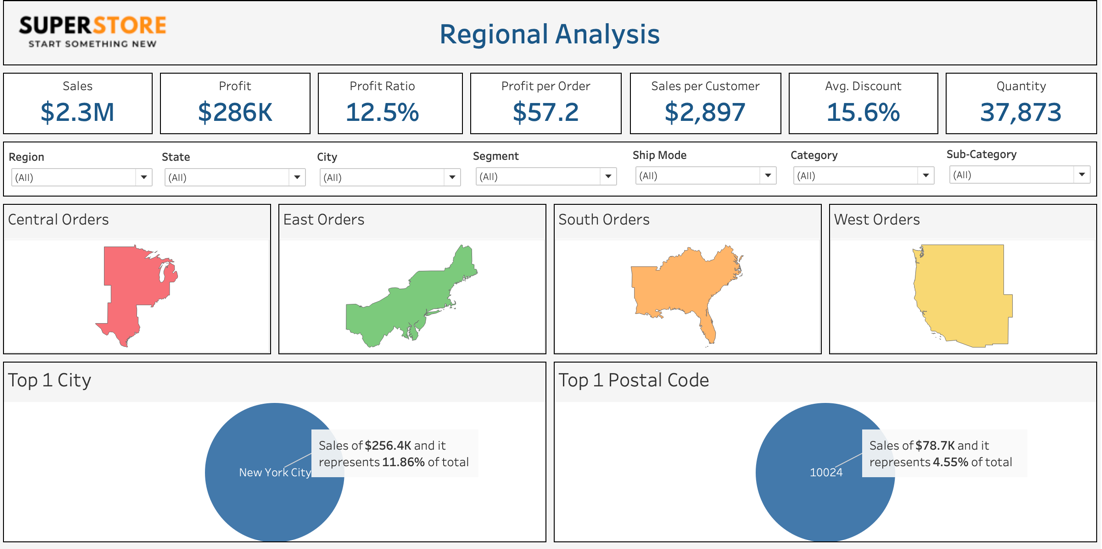 SUPERSTORE
START SOMETHING NEW
Regional Analysis
Sales
$2.3M
Profit
$286K
Profit Ratio
12.5%
Profit per Order
$57.2
Sales per Customer
$2,897
Avg. Discount
15.6%
Quantity
37,873
Region
(All)
State
(All)
City
(All)
Segment
(All)
Ship Mode
(All)
Category
(All)
Sub-Category
(All)
Central Orders
East Orders
South Orders
West Orders
Top 1 City
New York City
Sales of $256.4K and it
represents 11.86% of total
Top 1 Postal Code
10024
Sales of $78.7K and it
represents 4.55% of total